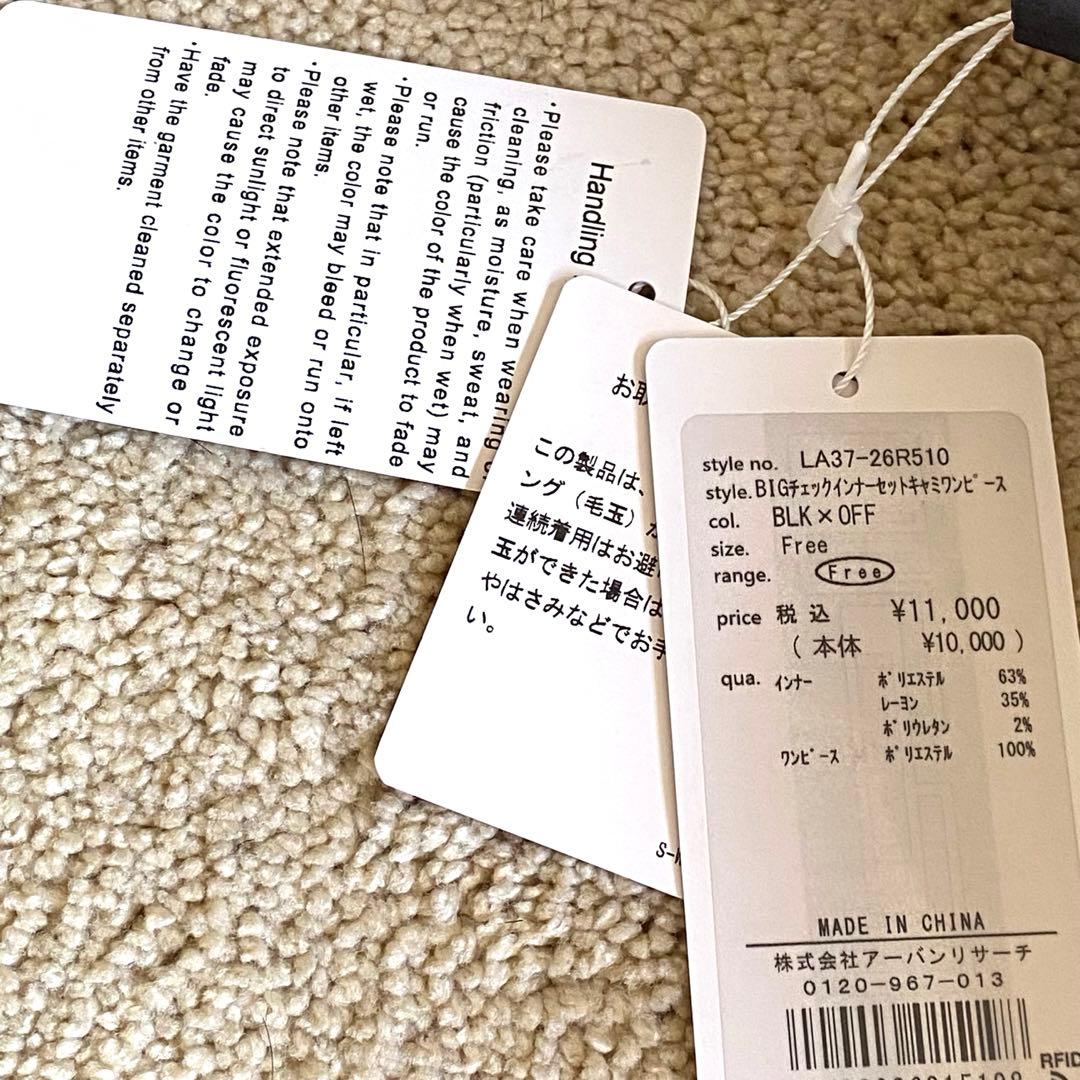 Handling
・Please take care when wearing or
cleaning, as moisture, sweat, and
friction (particularly when wet) may
cause the color of the product to fade
or run.
・Please note that in particular, if left
wet, the color may bleed or run onto
other items.
・Please note that extended exposure
to direct sunlight or fluorescent light
may cause the color to change or
fade.
・Have the garment cleaned separately
from other items.
お取
この製品は、
ング（毛玉）が
連続着用はお避け
玉ができた場合は
やはさみなどでお手
い。
style no. LA37-26R510
style.BIGチェックインナーセットキャミワンピース
col. BLK×OFF
size. Free
range. Free
price 税込 ¥11,000
(本体 ¥10,000)
qua. インナー ポリエステル 63%
レーヨン 35%
ポリウレタン 2%
ワンピース ポリエステル 100%
MADE IN CHINA
株式会社アーバンリサーチ
0120-967-013
RFID